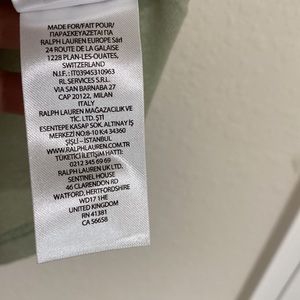 MADE FOR/FAIT POUR/
ΠΑΡΑΣΚΕΥΑΖΕΤΑΙ ΓΙΑ
RALPH LAUREN EUROPE Sàrl
24 ROUTE DE LA GALAISE
1228 PLAN-LES-OUATES,
SWITZERLAND
N.I.F.: IT03945310963
RL SERVICES S.R.L.
VIA SAN BARNABA 27
CAP 20122, MILAN
ITALY
RALPH LAUREN MAĞAZACILIK VE
TİC. LTD. ŞTİ
ESENTEPE KASAP SOK. ALTINAY İŞ
MERKEZİ NO:8-10 K:4 34360
ŞİŞLİ – İSTANBUL
WWW.RALPHLAUREN.COM.TR
TÜKETİCİ İLETİŞİM HATTI:
0212 345 69 69
RALPH LAUREN UK LTD.
SENTINEL HOUSE
46 CLARENDON RD
WATFORD, HERTFORDSHIRE
WD17 1HE
UNITED KINGDOM
RN 41381
CA 56658